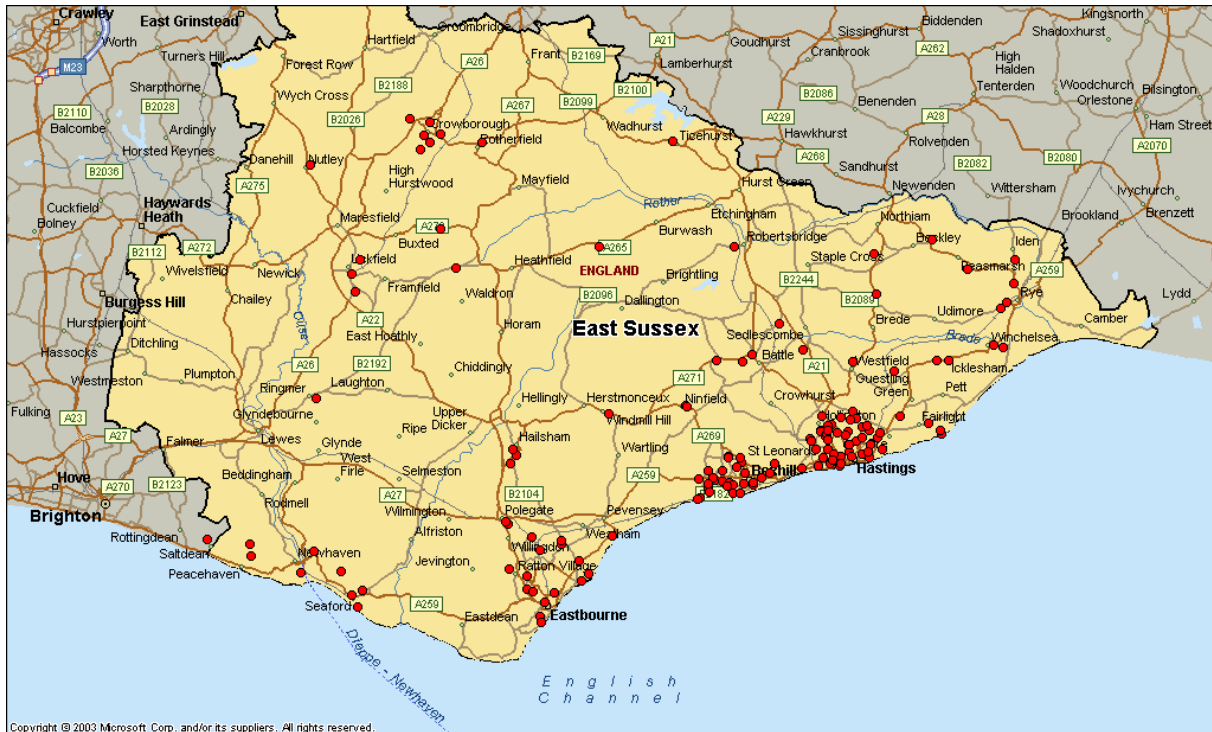 Crawley
East Grinstead
Groombridge
Biddenden
Kingsnorth
Worth
Hartfield
A21
Goudhurst
Sissinghurst
A262
Shadoxhurst
M23
Turners Hill
Forest Row
A26
Frant
B2169
Lamberhurst
Cranbrook
High
Halden
Sharpthorne
B2188
B2100
B2086
Tenterden
Woodchurch
Bilsington
B2110
B2028
Wych Cross
A267
B2099
Benenden
Orlestone
Balcombe
Ardingly
B2026
Crowborough
Wadhurst
A229
A28
Ham Street
Horsted Keynes
Rotherfield
Ticehurst
Hawkhurst
Rolvenden
A2070
Danehill
Nutley
A268
B2082
B2080
B2036
A275
High
Hurstwood
Mayfield
Hurst Green
Sandhurst
Newenden
Wittersham
Ivychurch
Cuckfield
Haywards
Heath
Maresfield
Rother
Etchingham
Northiam
Brookland
Brenzett
Bolney
B2112
A272
Buxted
Burwash
Robertsbridge
Beckley
Iden
Wivelsfield
Newick
Uckfield
A265
Staple Cross
Peasmarsh
A259
Heathfield
ENGLAND
Brightling
B2244
Burgess Hill
Chailey
Framfield
Waldron
B2096
Dallington
B2089
Rye
Lydd
Hurstpierpoint
Ouse
A22
Horam
East Sussex
Sedlescombe
Brede
Udimore
Camber
Ditchling
East Hoathly
Brede
Winchelsea
Hassocks
A26
B2192
Battle
A21
Westfield
Icklesham
Westmeston
Plumpton
Ringmer
Laughton
Chiddingly
A271
Guestling
Green
Pett
Fulking
A23
Glyndebourne
Hellingly
Herstmonceux
Ninfield
Crowhurst
A27
Upper
Dicker
Windmill Hill
Fairlight
Falmer
Lewes
Glynde
Ripe
Hailsham
Wartling
A269
St Leonards
Hove
Beddingham
West
Firle
Selmeston
A259
Bexhill
Hastings
A270
B2123
Rodmell
A27
B2104
Brighton
Wilmington
Polegate
Pevensey
Rottingdean
Alfriston
Westham
Saltdean
Newhaven
Willingdon
Peacehaven
Jevington
Ratton Village
Seaford
A259
Eastdean
Eastbourne
Dieppe - Newhaven
English
Channel
Copyright © 2003 Microsoft Corp. and/or its suppliers. All rights reserved.